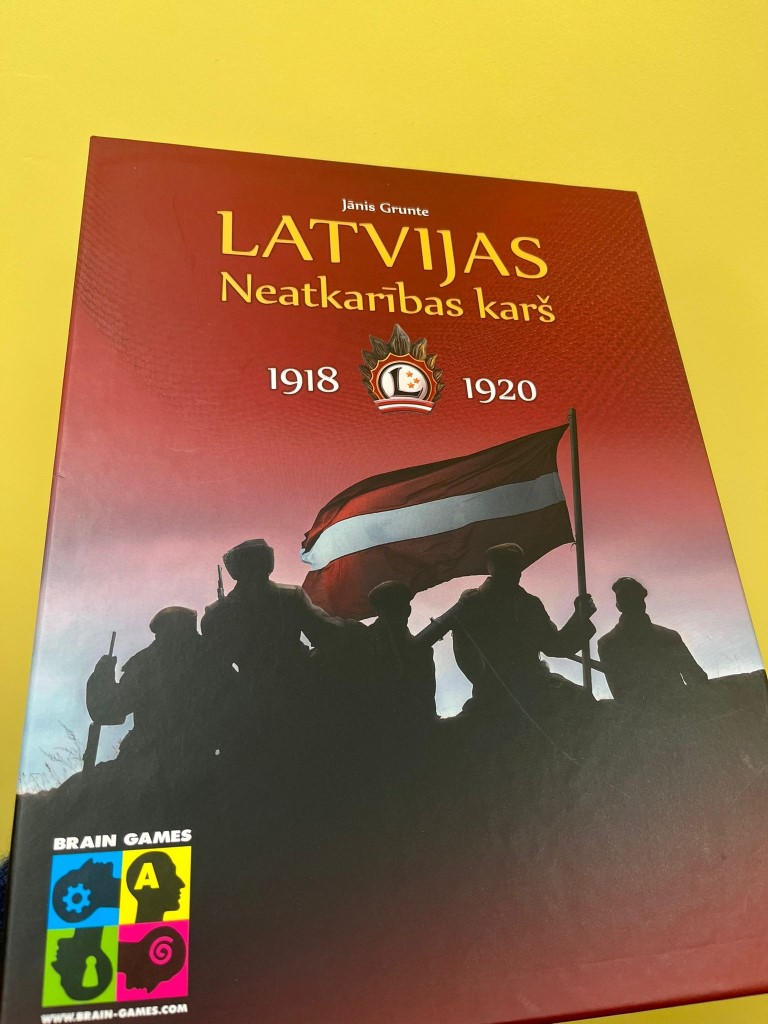 Jānis Grunte
LATVIJAS
Neatkarības karš
1918 L 1920
BRAIN GAMES
A
WWW.BRAIN-GAMES.COM